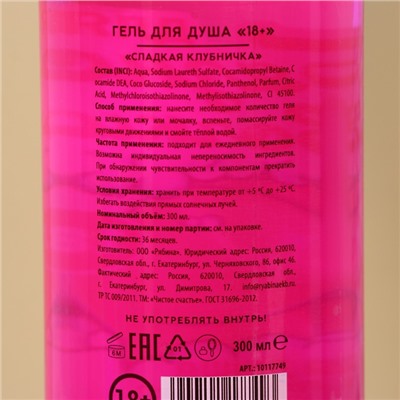 ГЕЛЬ ДЛЯ ДУША «18+»
«СЛАДКАЯ КЛУБНИЧКА»
Состав (INCI): Aqua, Sodium Laureth Sulfate, Cocamidopropyl Betaine, C
ocamide DEA, Coco Glucoside, Sodium Chloride, Panthenol, Parfum, Citric
Acid, Methylchloroisothiazolinone, Methylisothiazolinone, CI 45100.
Способ применения: нанесите необходимое количество геля
на влажную кожу или мочалку, вспеньте, помассируйте кожу
круговыми движениями и смойте тёплой водой.
Частота применения: подходит для ежедневного применения.
Возможна индивидуальная непереносимость ингредиентов.
При обнаружении чувствительности к компонентам прекратить
использование.
Условия хранения: хранить при температуре от +5 °С до +25 °С.
Избегать воздействия прямых солнечных лучей.
Номинальный объём: 300 мл.
Дата изготовления и номер партии: см. на упаковке.
Срок годности: 36 месяцев.
Изготовитель: ООО «Рябина», Юридический адрес: Россия, 620010,
Свердловская обл., г. Екатеринбург, ул. Черняховского, 86, офис 46.
Фактический адрес: Россия, 620010, Свердловская обл.,
г. Екатеринбург, ул. Димитрова, 17, info@ryabinaekb.ru
ТР ТС 009/2011. ТМ: «Чистое счастье». ГОСТ 31696-2012.
НЕ УПОТРЕБЛЯТЬ ВНУТРЬ!
6 M EAC 01 300 мл e
АРТ.: 10117749
18+